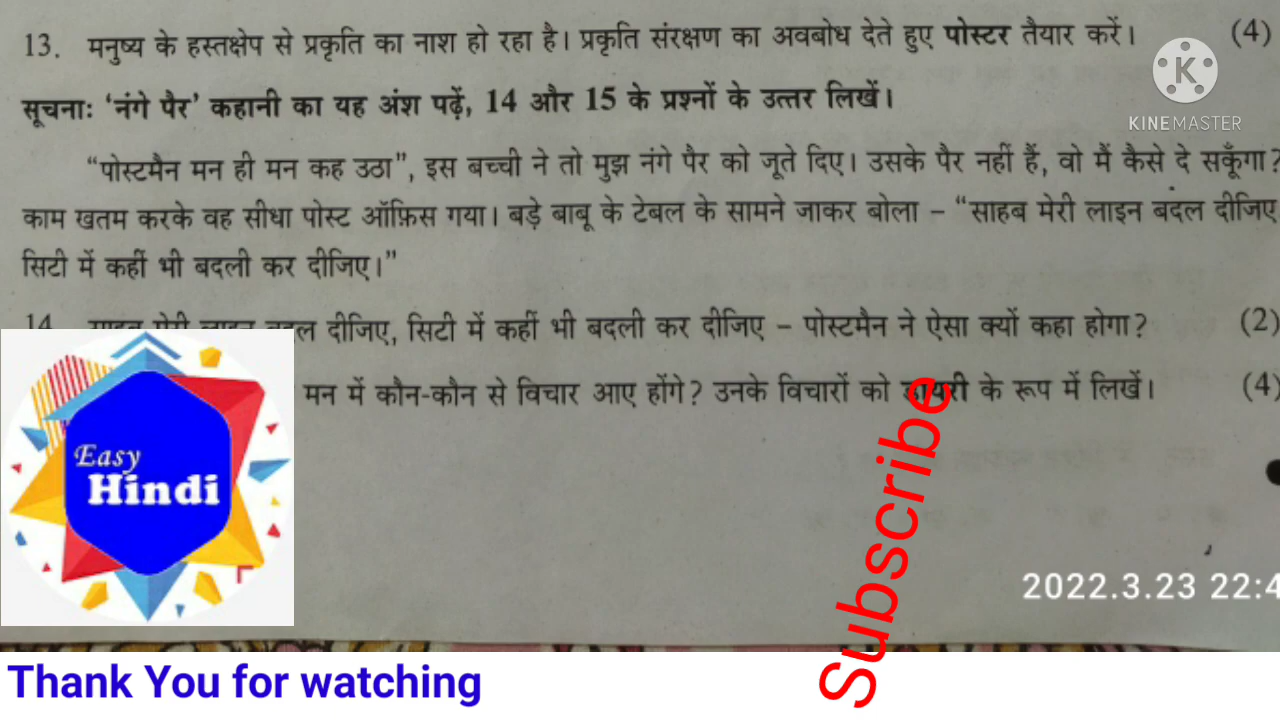 13. मनुष्य के हस्तक्षेप से प्रकृति का नाश हो रहा है। प्रकृति संरक्षण का अवबोध देते हुए पोस्टर तैयार करें। (4)
KINEMASTER
सूचनाः 'नंगे पैर' कहानी का यह अंश पढ़ें, 14 और 15 के प्रश्नों के उत्तर लिखें।
“पोस्टमैन मन ही मन कह उठा”, इस बच्ची ने तो मुझ नंगे पैर को जूते दिए। उसके पैर नहीं हैं, वो मैं कैसे दे सकूँगा?
काम खतम करके वह सीधा पोस्ट ऑफ़िस गया। बड़े बाबू के टेबल के सामने जाकर बोला – “साहब मेरी लाइन बदल दीजिए
सिटी में कहीं भी बदली कर दीजिए।”
14. साहब मेरी लाइन बदल दीजिए, सिटी में कहीं भी बदली कर दीजिए – पोस्टमैन ने ऐसा क्यों कहा होगा? (2)
मन में कौन-कौन से विचार आए होंगे? उनके विचारों को डायरी के रूप में लिखें। (4)
Easy
Hindi
Subscribe
2022.3.23 22:4
Thank You for watching